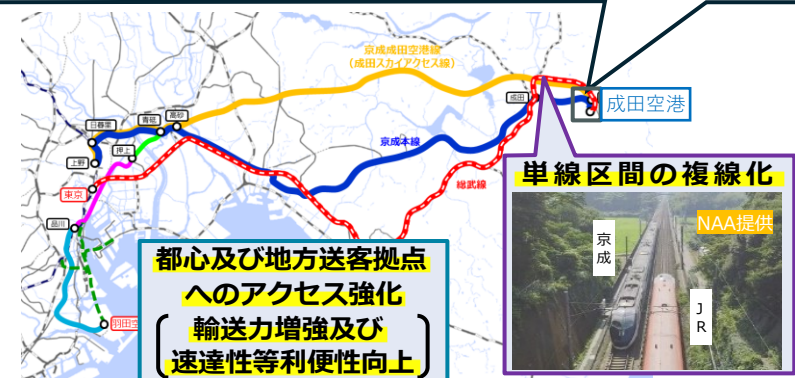 京成成田空港線
(成田スカイアクセス線)
成田
成田空港
日暮里
青砥
高砂
上野
押上
京成本線
東京
総武線
品川
羽田空
単線区間の複線化
京成
NAA提供
JR
都心及び地方送客拠点
へのアクセス強化
輸送力増強及び
速達性等利便性向上